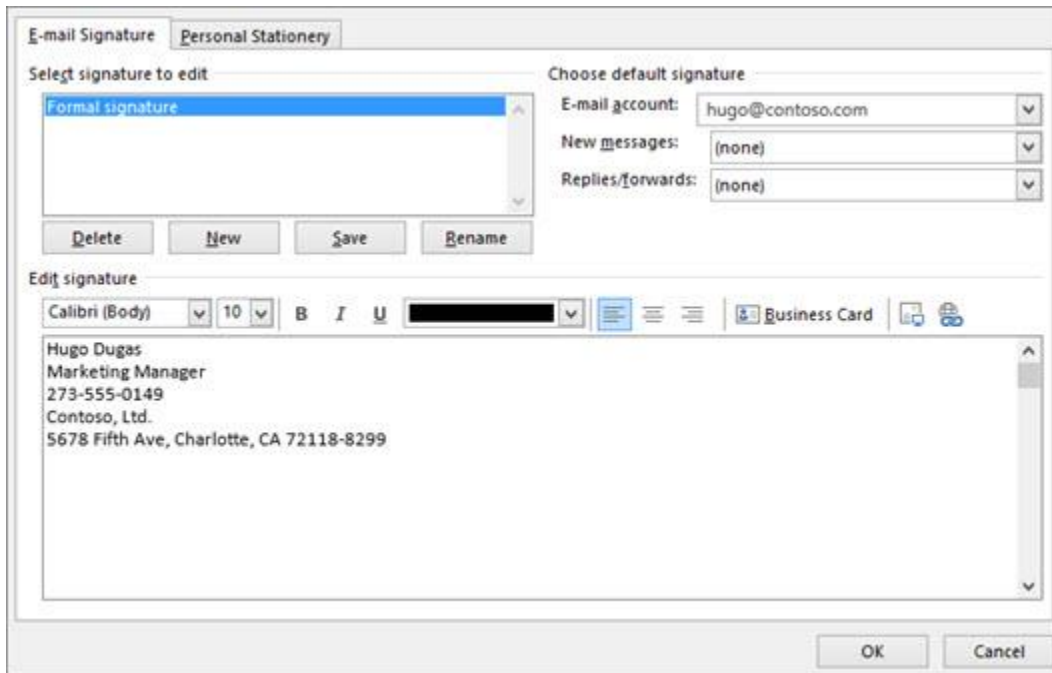 E-mail Signature
Personal Stationery
Select signature to edit
Formal signature
Delete
New
Save
Rename
Choose default signature
E-mail account:
hugo@contoso.com
New messages:
(none)
Replies/forwards:
(none)
Edit signature
Calibri (Body)
10
B
I
U
Business Card
Hugo Dugas
Marketing Manager
273-555-0149
Contoso, Ltd.
5678 Fifth Ave, Charlotte, CA 72118-8299
OK
Cancel